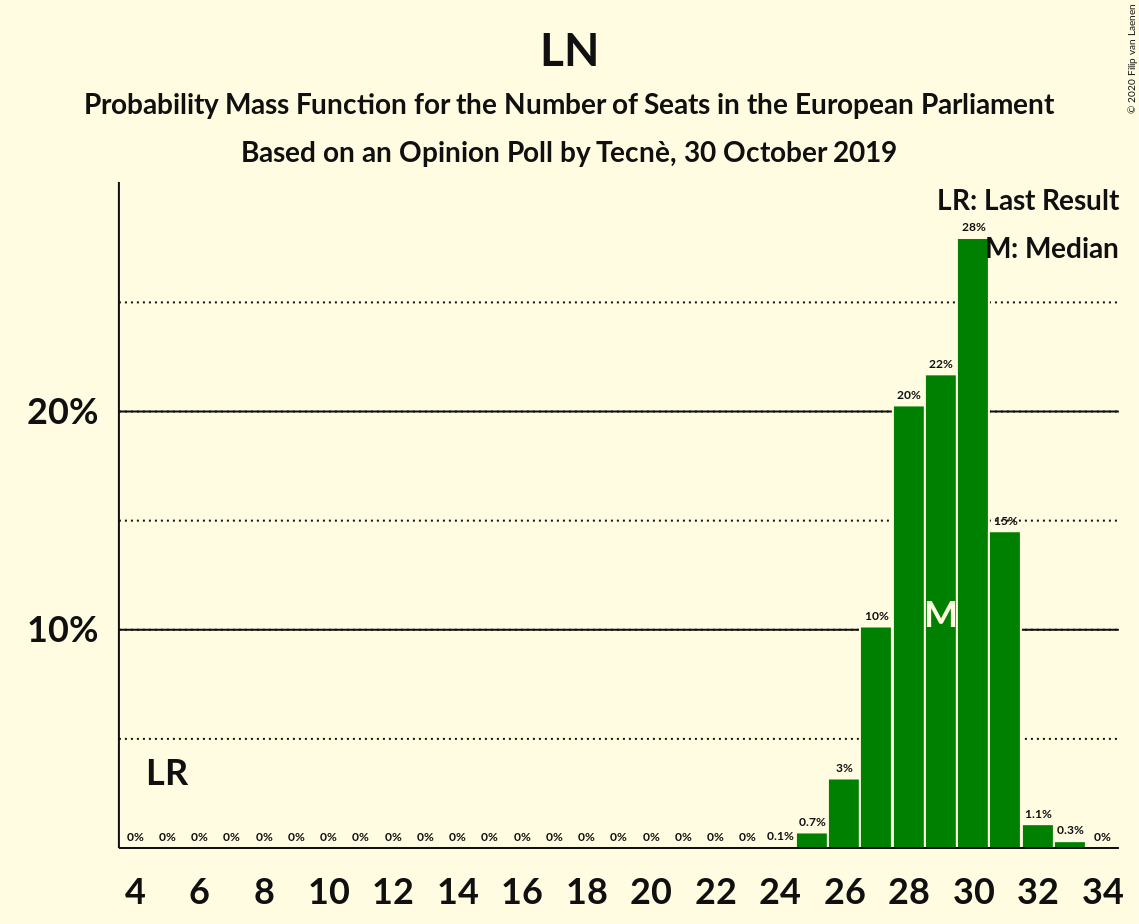 LN
Probability Mass Function for the Number of Seats in the European Parliament
Based on an Opinion Poll by Tecnè, 30 October 2019
© 2020 Filip van Laenen
LR: Last Result
M: Median
28%
22%
20%
20%
15%
10%
M
10%
LR
3%
0% 0% 0% 0% 0% 0% 0% 0% 0% 0% 0% 0% 0% 0% 0% 0% 0% 0% 0% 0% 0.1% 0.7% 1.1% 0.3% 0%
4 6 8 10 12 14 16 18 20 22 24 26 28 30 32 34